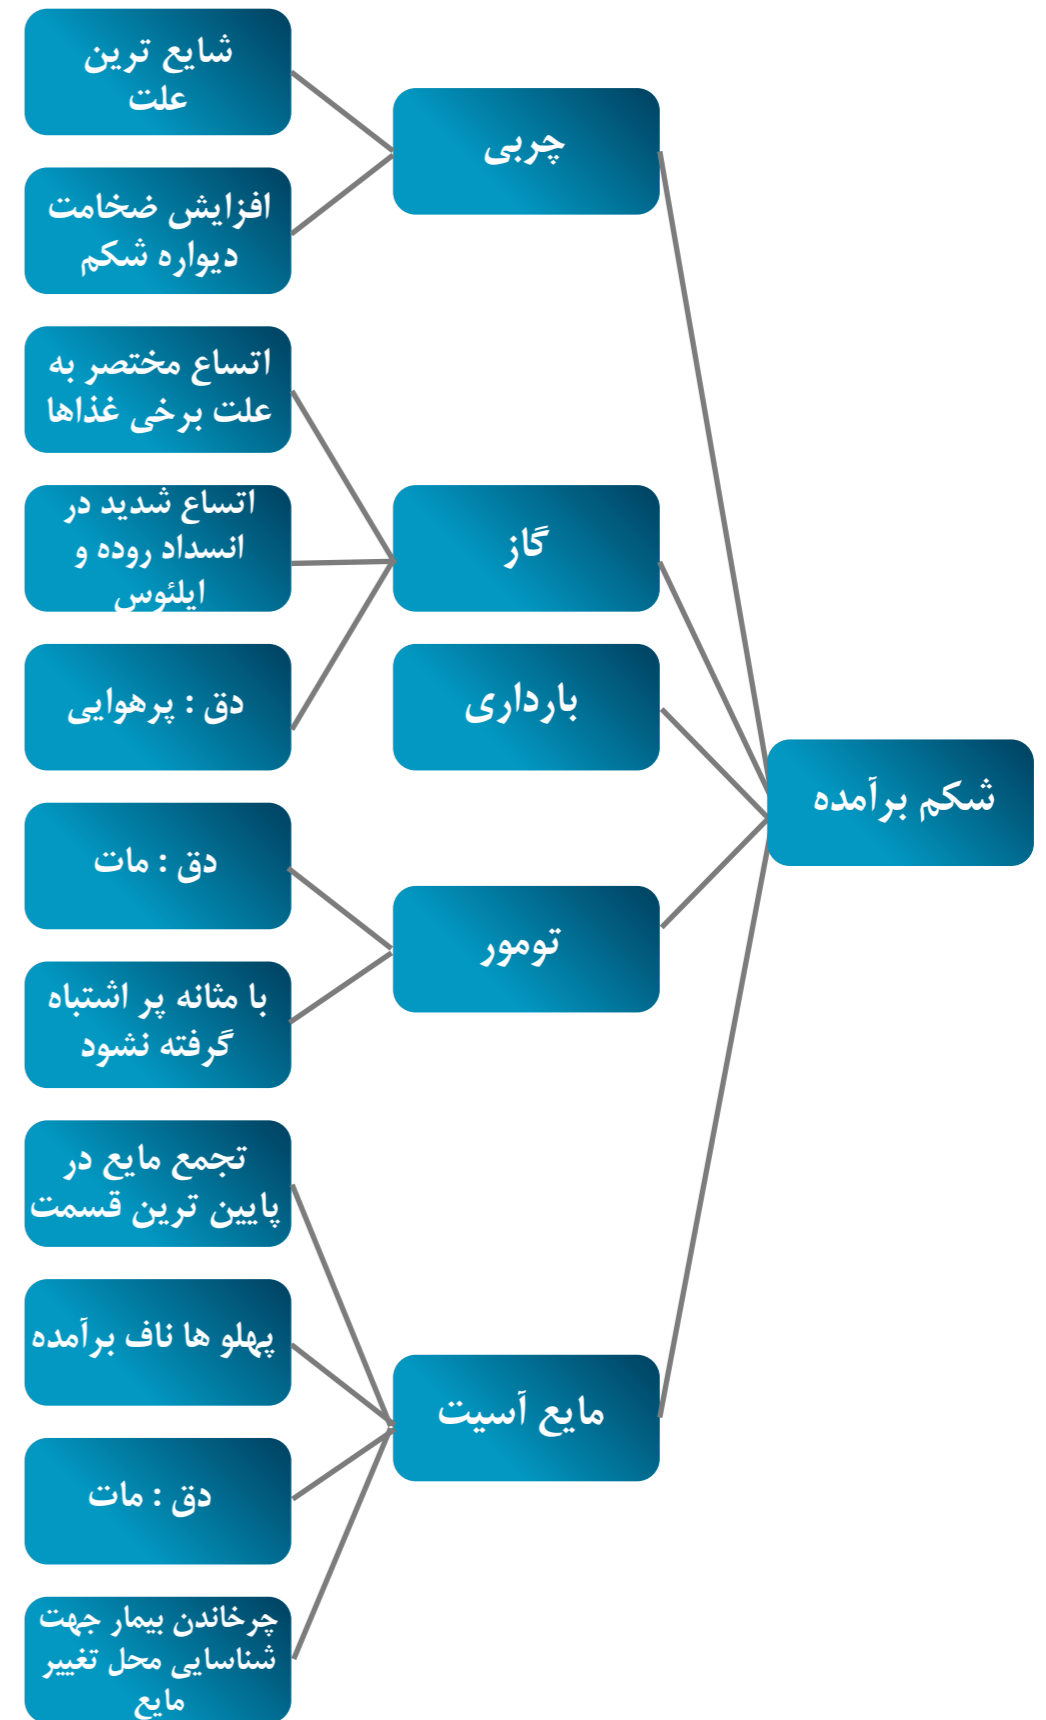 شکم برآمده
چربی
شایع ترین
علت
افزایش ضخامت
دیواره شکم
گاز
اتساع مختصر به
علت برخی غذاها
اتساع شدید در
انسداد روده و
ایلئوس
دق : پرهوایی
بارداری
تومور
دق : مات
با مثانه پر اشتباه
گرفته نشود
مایع آسیت
تجمع مایع در
پایین ترین قسمت
پهلو ها ناف برآمده
دق : مات
چرخاندن بیمار جهت
شناسایی محل تغییر
مایع